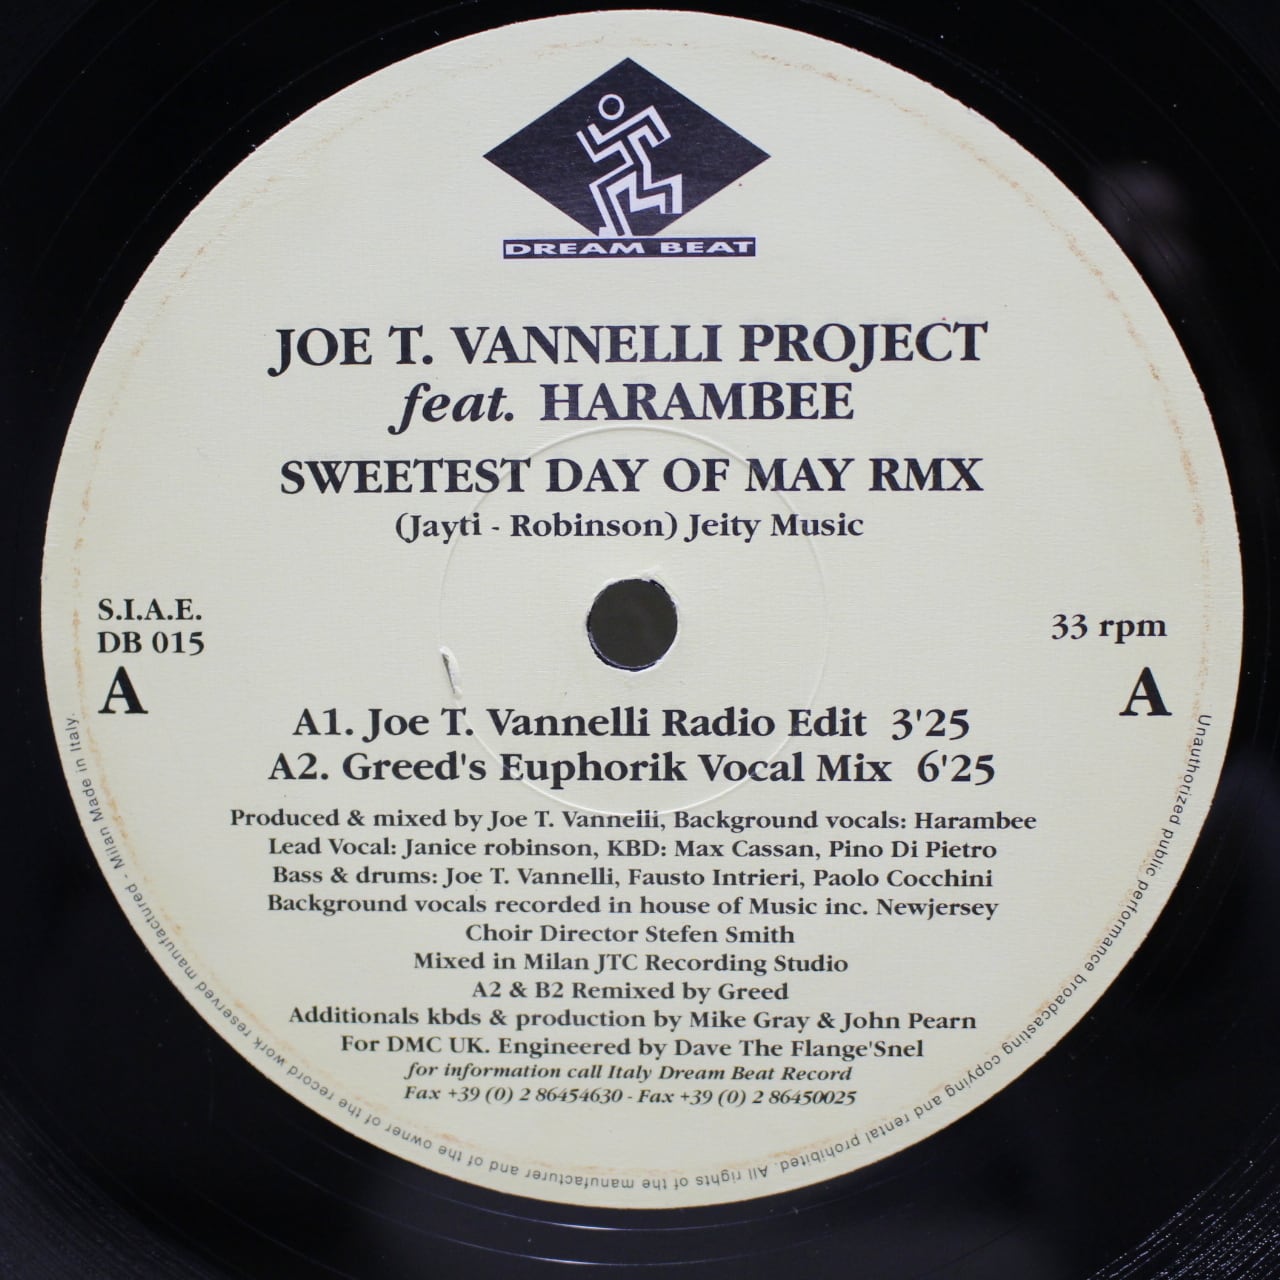 DREAM BEAT
JOE T. VANNELLI PROJECT
feat. HARAMBEE
SWEETEST DAY OF MAY RMX
(Jayti - Robinson) Jeity Music
S.I.A.E.
DB 015
A
33 rpm
A
A1. Joe T. Vannelli Radio Edit 3'25
A2. Greed's Euphorik Vocal Mix 6'25
Produced & mixed by Joe T. Vannelli, Background vocals: Harambee
Lead Vocal: Janice robinson, KBD: Max Cassan, Pino Di Pietro
Bass & drums: Joe T. Vannelli, Fausto Intrieri, Paolo Cocchini
Background vocals recorded in house of Music inc. Newjersey
Choir Director Stefen Smith
Mixed in Milan JTC Recording Studio
A2 & B2 Remixed by Greed
Additionals kbds & production by Mike Gray & John Pearn
For DMC UK. Engineered by Dave The Flange'Snel
for information call Italy Dream Beat Record
Fax +39 (0) 2 86454630 - Fax +39 (0) 2 86450025
Unauthorized public performance broadcasting copying and rental prohibited. All rights of the manufacturer and of the owner of the record work reserved manufactured - Milan Made in Italy.